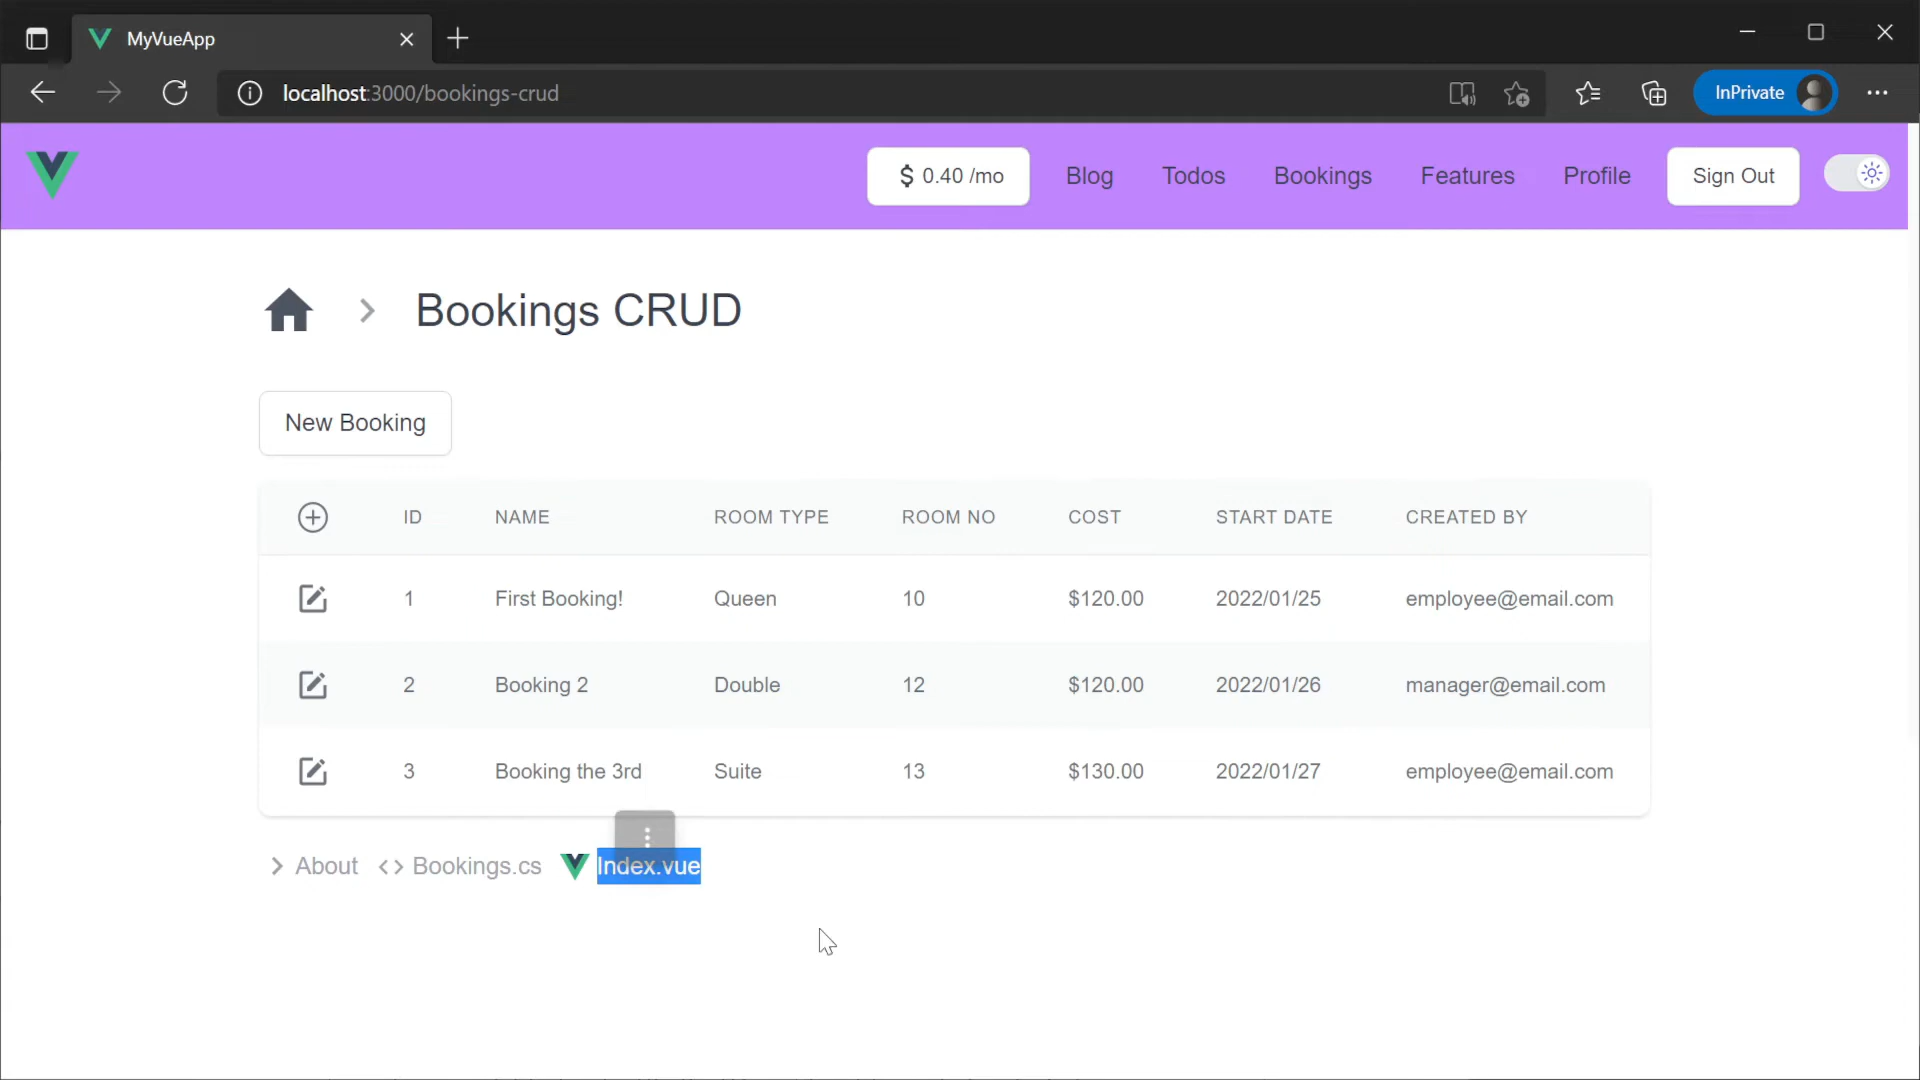 MyVueApp
localhost:3000/bookings-crud
InPrivate
$ 0.40 /mo Blog Todos Bookings Features Profile Sign Out
Bookings CRUD
New Booking
ID NAME ROOM TYPE ROOM NO COST START DATE CREATED BY
1 First Booking! Queen 10 $120.00 2022/01/25 employee@email.com
2 Booking 2 Double 12 $120.00 2022/01/26 manager@email.com
3 Booking the 3rd Suite 13 $130.00 2022/01/27 employee@email.com
About <> Bookings.cs Index.vue